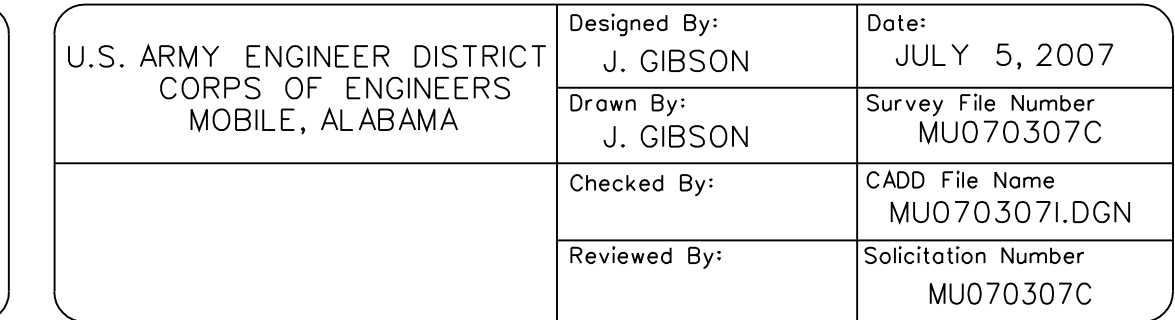 U.S. ARMY ENGINEER DISTRICT
CORPS OF ENGINEERS
MOBILE, ALABAMA
Designed By:
J. GIBSON
Date:
JULY 5, 2007
Drawn By:
J. GIBSON
Survey File Number
MU070307C
Checked By:
CADD File Name
MU070307I.DGN
Reviewed By:
Solicitation Number
MU070307C